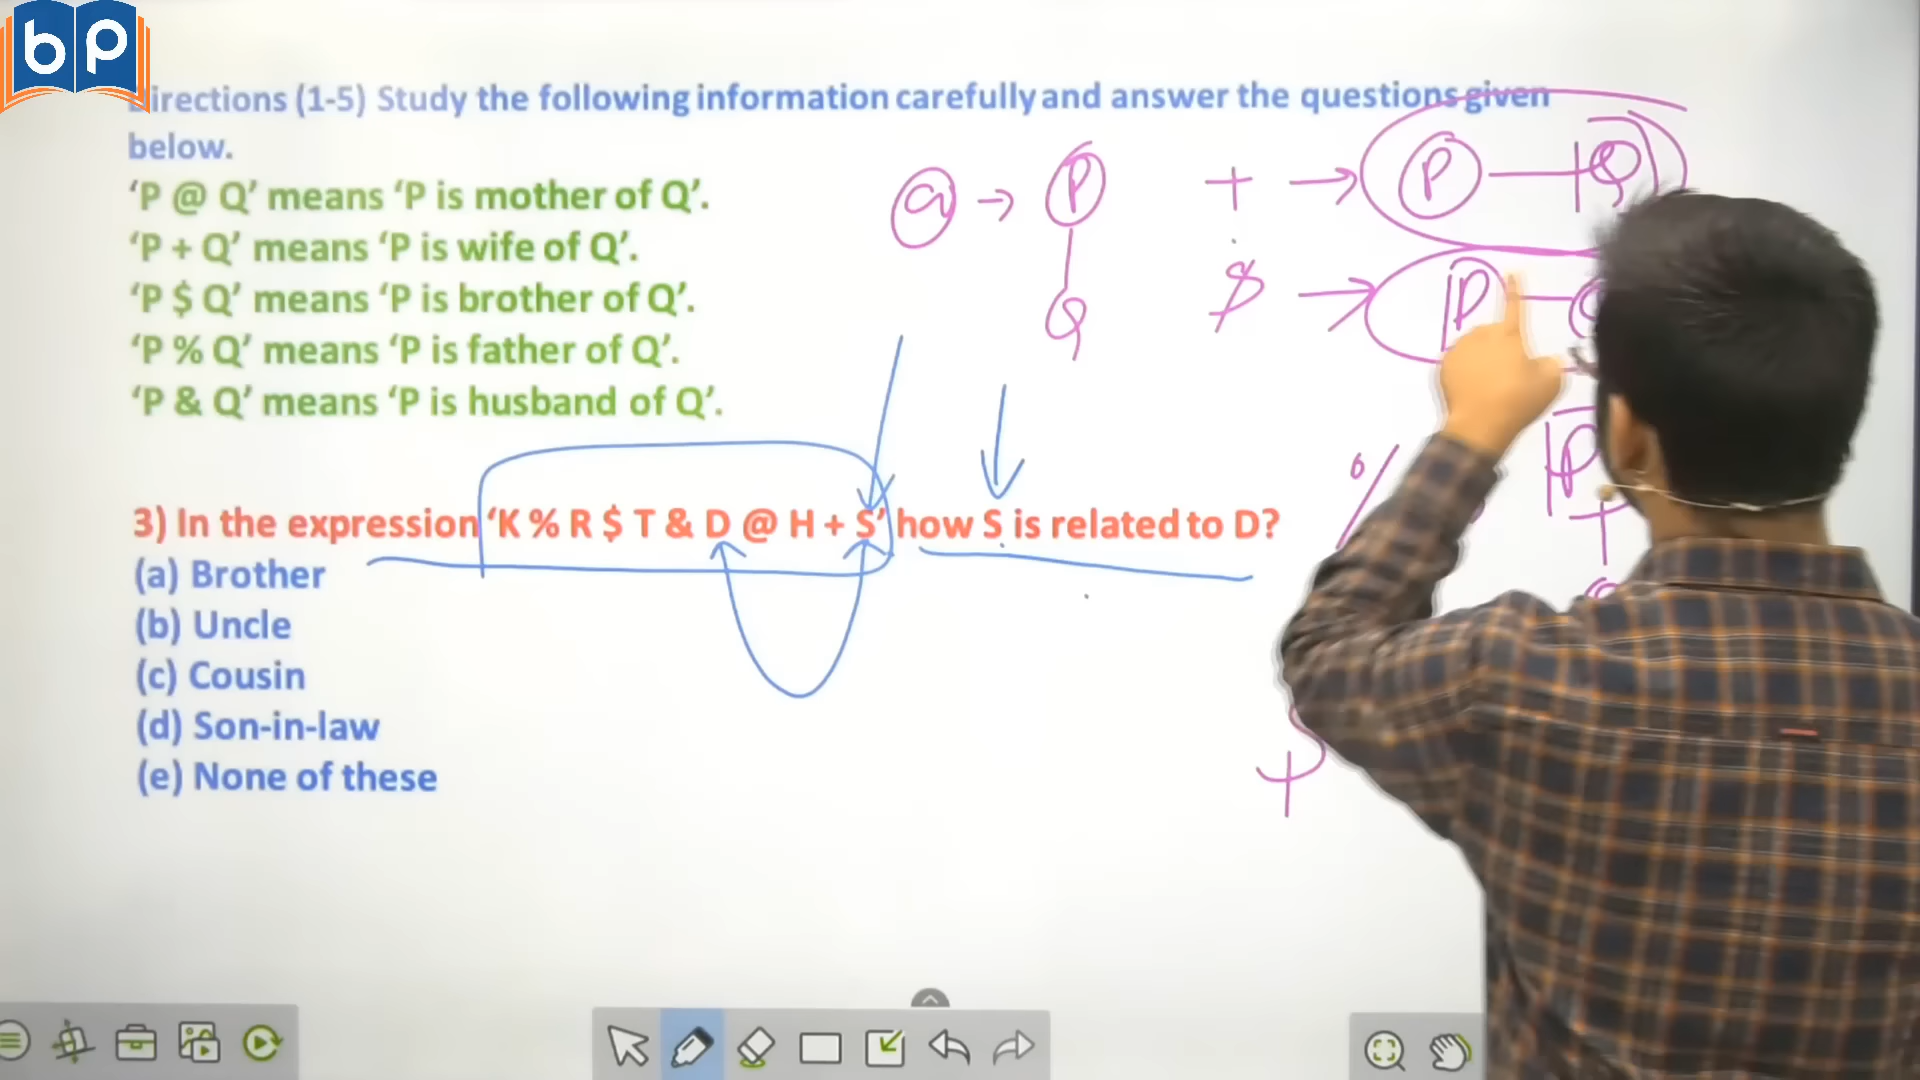 bp
Directions (1-5) Study the following information carefully and answer the questions given
below.
‘P @ Q’ means ‘P is mother of Q’.
‘P + Q’ means ‘P is wife of Q’.
‘P $ Q’ means ‘P is brother of Q’.
‘P % Q’ means ‘P is father of Q’.
‘P & Q’ means ‘P is husband of Q’.
@ → P
Q
+ → P — Q
$ → P —
% P
3) In the expression ‘K % R $ T & D @ H + S’ how S is related to D?
(a) Brother
(b) Uncle
(c) Cousin
(d) Son-in-law
(e) None of these